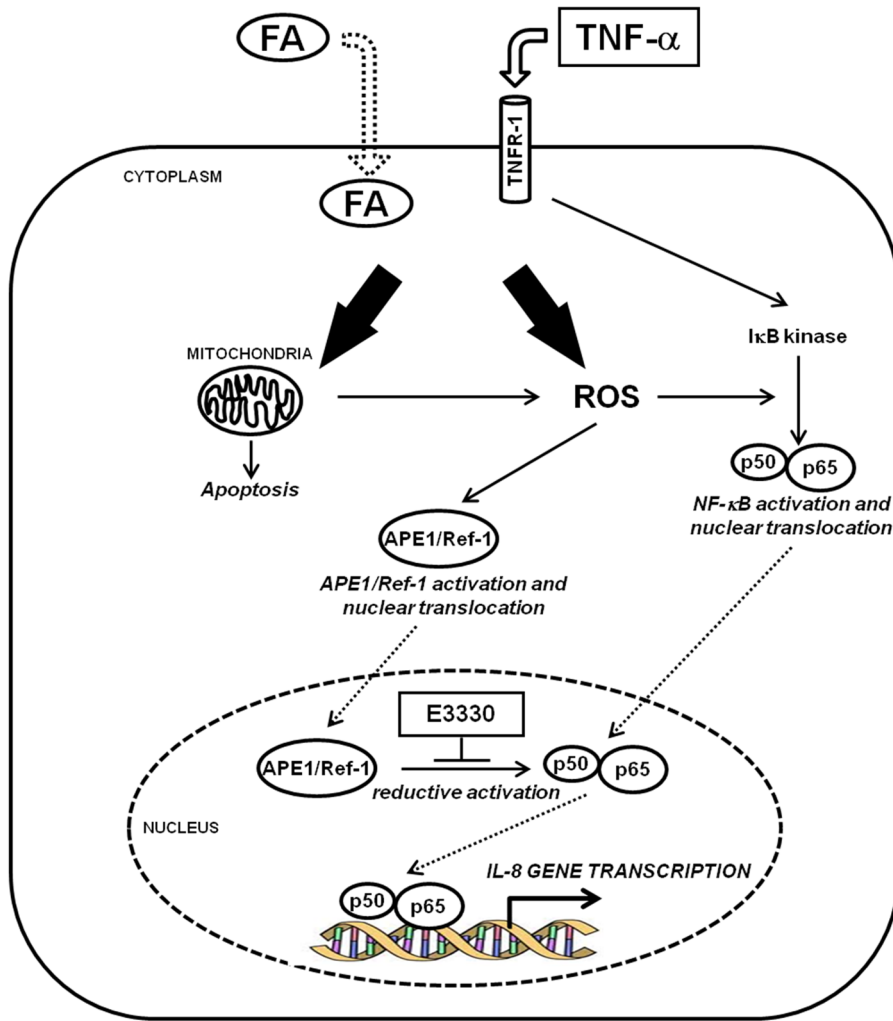 FA
TNF-α
TNFR-1
CYTOPLASM
FA
IκB kinase
MITOCHONDRIA
ROS
p50
p65
Apoptosis
NF-κB activation and
nuclear translocation
APE1/Ref-1
APE1/Ref-1 activation and
nuclear translocation
E3330
APE1/Ref-1
p50
p65
reductive activation
NUCLEUS
IL-8 GENE TRANSCRIPTION
p50
p65